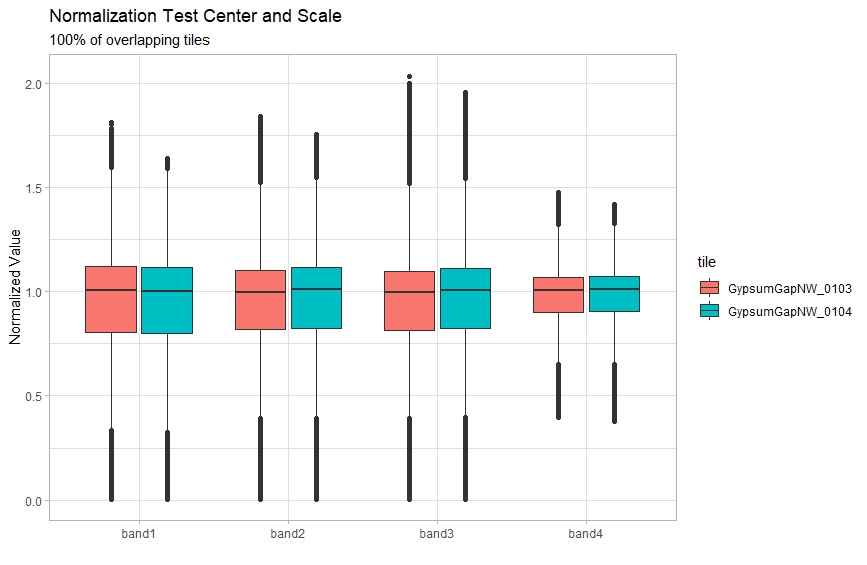 Normalization Test Center and Scale
100% of overlapping tiles
Normalized Value
2.0
1.5
1.0
0.5
0.0
band1
band2
band3
band4
tile
GypsumGapNW_0103
GypsumGapNW_0104